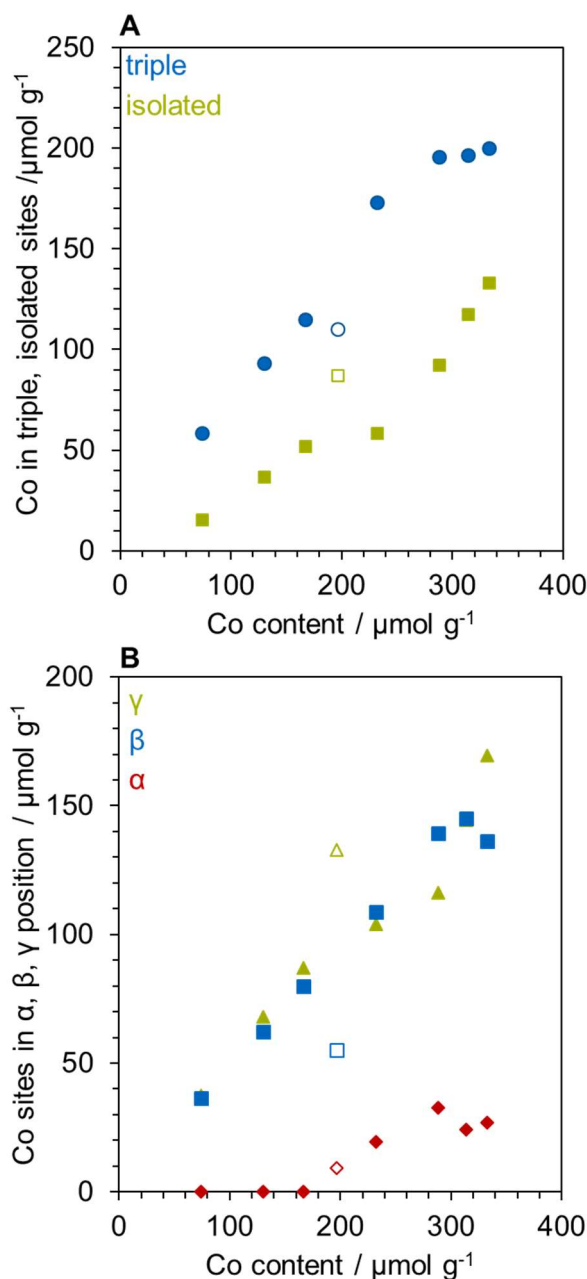 A
250
triple
isolated
200
150
100
50
0
0 100 200 300 400
Co in triple, isolated sites /µmol g⁻¹
Co content / µmol g⁻¹
B
200
γ
β
α
150
100
50
0
0 100 200 300 400
Co sites in α, β, γ position / µmol g⁻¹
Co content / µmol g⁻¹